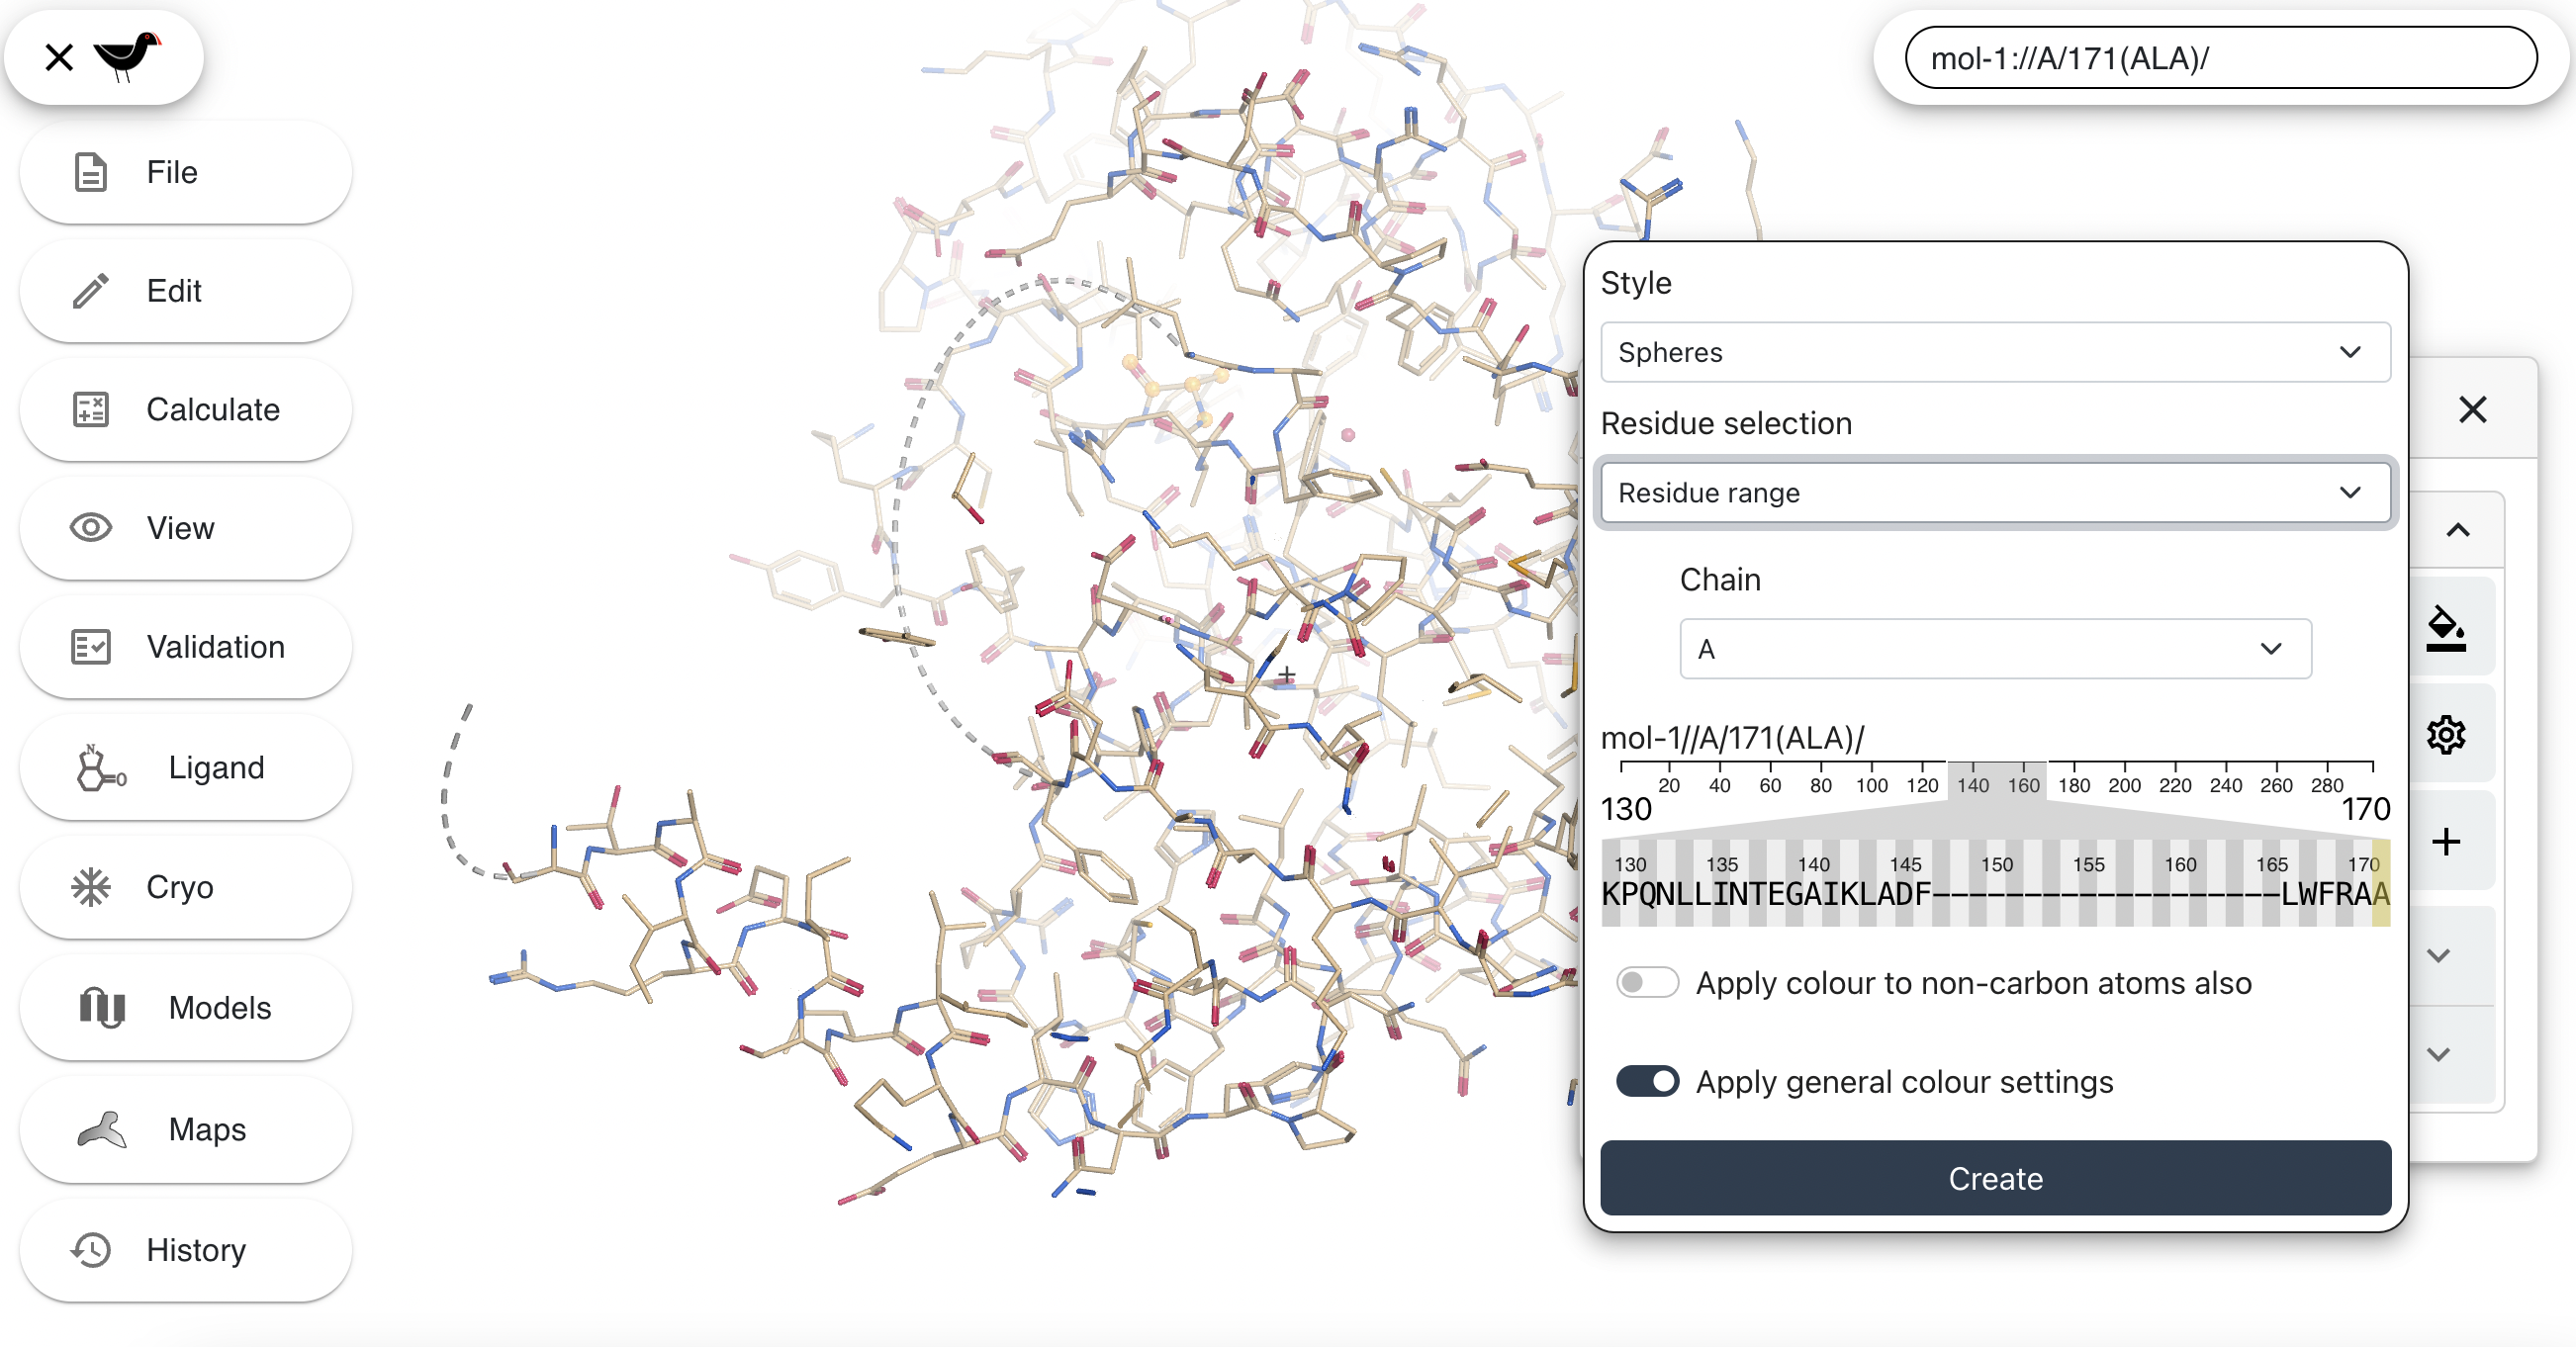 mol-1://A/171(ALA)/
File
Edit
Calculate
View
Validation
Ligand
Cryo
Models
Maps
History
Style
Spheres
Residue selection
Residue range
Chain
A
mol-1//A/171(ALA)/
20 40 60 80 100 120 140 160 180 200 220 240 260 280
130 170
130 135 140 145 150 155 160 165 170
KPQNLLINTEGAIKLADF-------------------LWFRAA
Apply colour to non-carbon atoms also
Apply general colour settings
Create
N
O